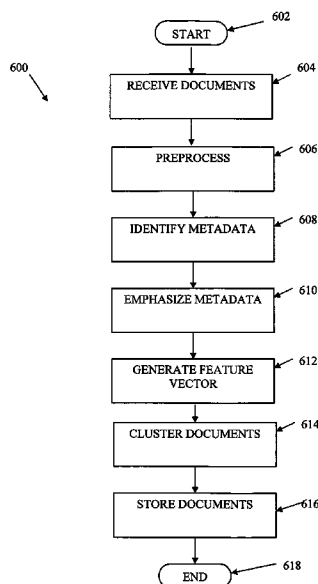 602
START
600
604
RECEIVE DOCUMENTS
606
PREPROCESS
608
IDENTIFY METADATA
610
EMPHASIZE METADATA
612
GENERATE FEATURE
VECTOR
614
CLUSTER DOCUMENTS
616
STORE DOCUMENTS
END
618